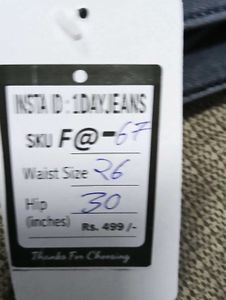 INSTA ID : 1DAYJEANS
SKU F@-67
Waist Size 26
Hip 30
(inches) Rs. 499 /-
Thanks For Choosing